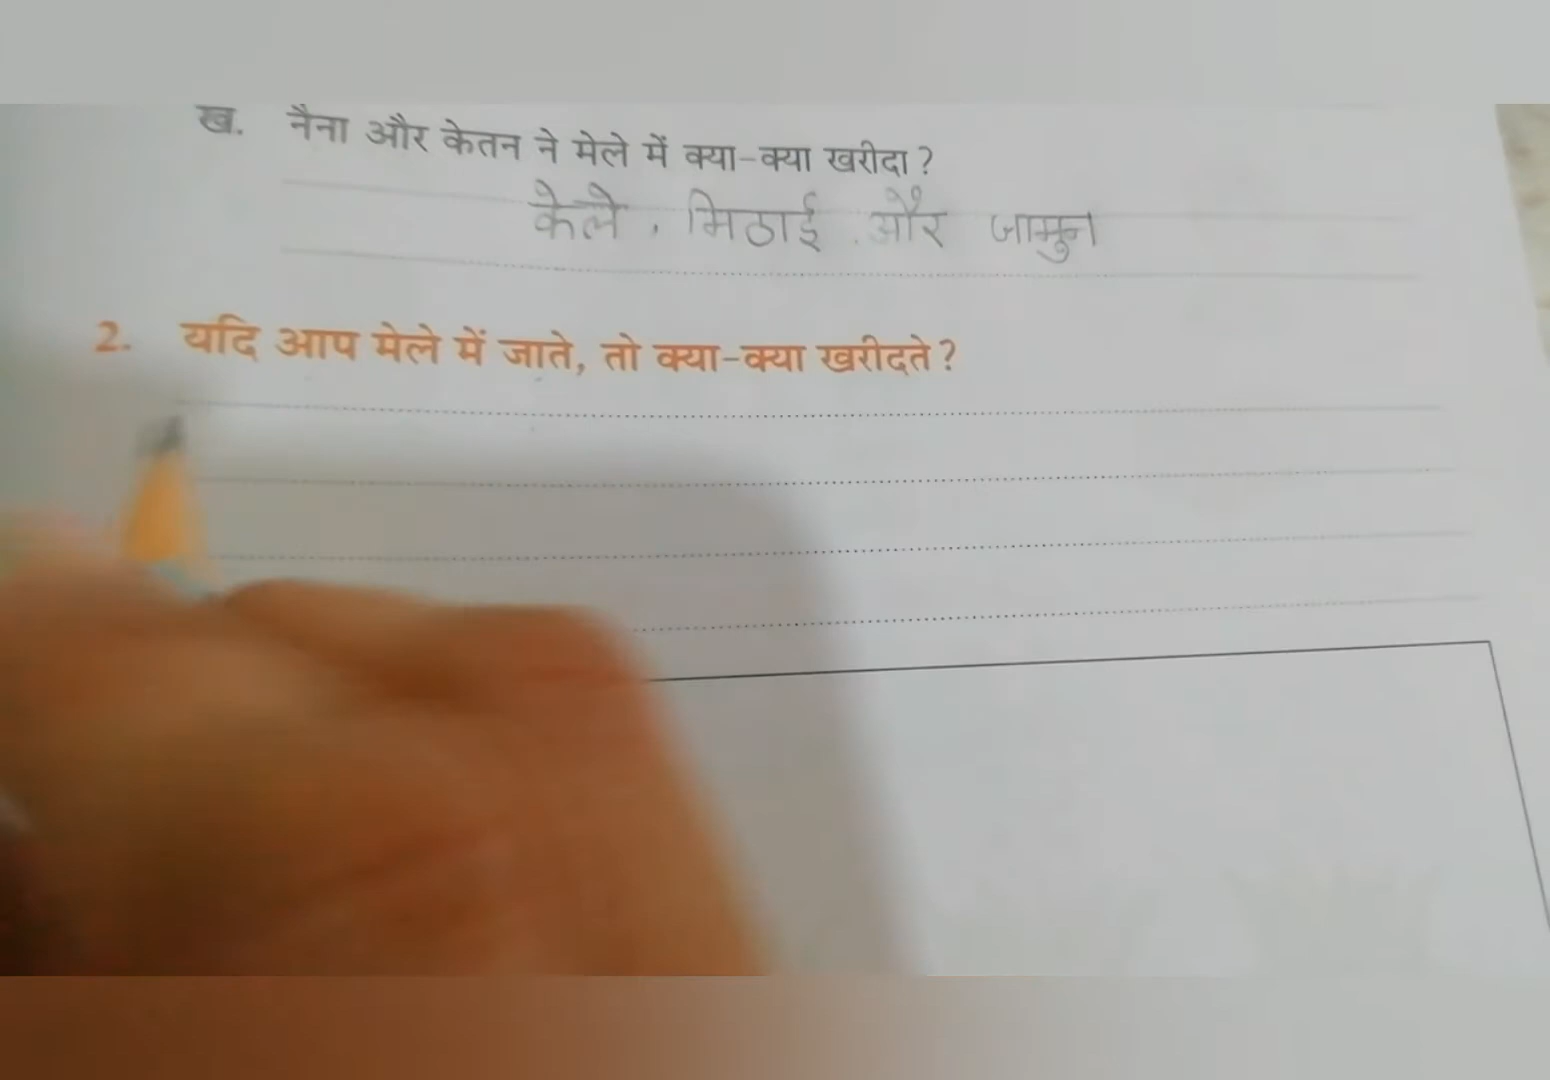 ख. नैना और केतन ने मेले में क्या-क्या खरीदा?
केले, मिठाई और जामुन
2. यदि आप मेले में जाते, तो क्या-क्या खरीदते?